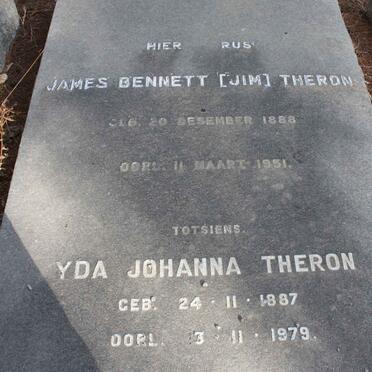 HIER RUS
JAMES BENNETT [JIM] THERON
GEB. 20 DESEMBER 1888
OORL. 11 MAART 1951.
TOTSIENS.
YDA JOHANNA THERON
GEB. 24 · 11 · 1887
OORL. 3 · 11 · 1979.